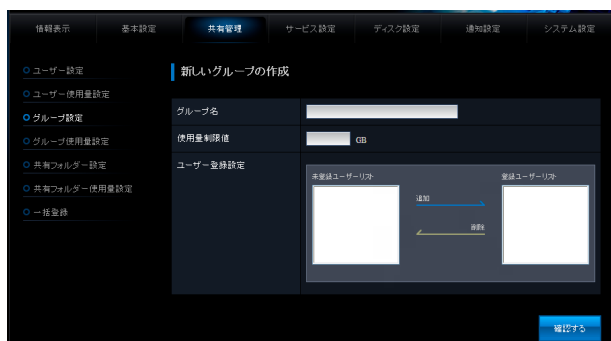 情報表示 基本設定 共有管理 サービス設定 ディスク設定 通知設定 システム設定
ユーザー設定
ユーザー使用量設定
グループ設定
グループ使用量設定
共有フォルダー設定
共有フォルダー使用量設定
一括登録
新しいグループの作成
グループ名
使用量制限値 GB
ユーザー登録設定
未登録ユーザーリスト 登録ユーザーリスト
追加
削除
確認する